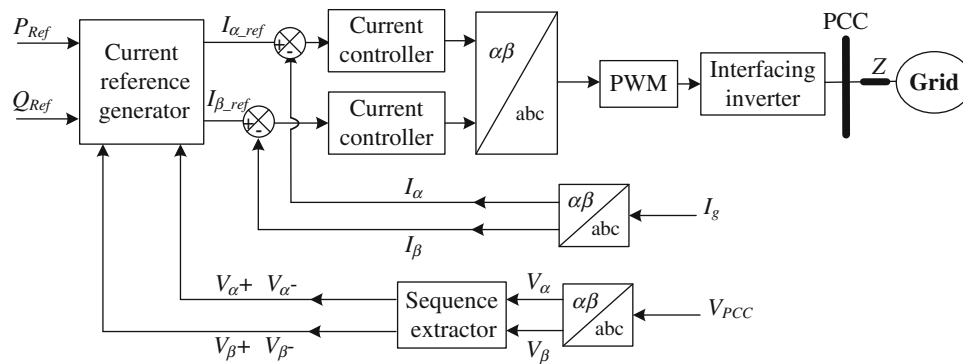 P_Ref
Q_Ref
Current
reference
generator
I_α_ref
I_β_ref
+
-
+
-
Current
controller
Current
controller
αβ
abc
PWM
Interfacing
inverter
PCC
Z
Grid
I_α
I_β
αβ
abc
I_g
V_α+ V_α-
V_β+ V_β-
Sequence
extractor
V_α
V_β
αβ
abc
V_PCC